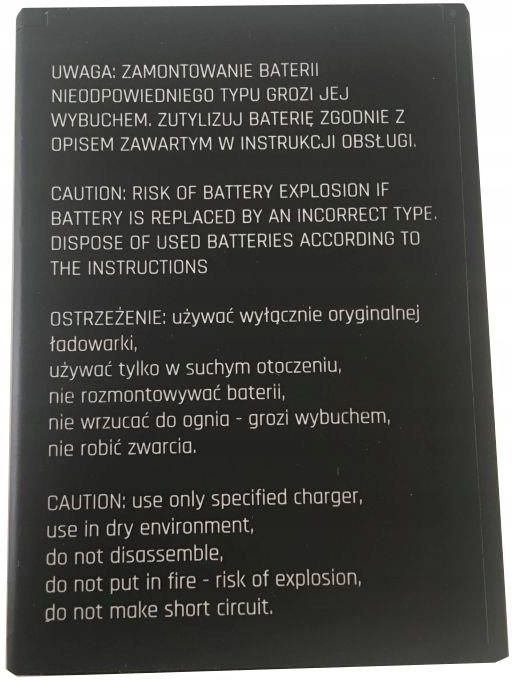 UWAGA: ZAMONTOWANIE BATERII
NIEODPOWIEDNIEGO TYPU GROZI JEJ
WYBUCHEM. ZUTYLIZUJ BATERIĘ ZGODNIE Z
OPISEM ZAWARTYM W INSTRUKCJI OBSŁUGI.
CAUTION: RISK OF BATTERY EXPLOSION IF
BATTERY IS REPLACED BY AN INCORRECT TYPE.
DISPOSE OF USED BATTERIES ACCORDING TO
THE INSTRUCTIONS
OSTRZEŻENIE: używać wyłącznie oryginalnej
ładowarki,
używać tylko w suchym otoczeniu,
nie rozmontowywać baterii,
nie wrzucać do ognia - grozi wybuchem,
nie robić zwarcia.
CAUTION: use only specified charger,
use in dry environment,
do not disassemble,
do not put in fire - risk of explosion,
do not make short circuit.